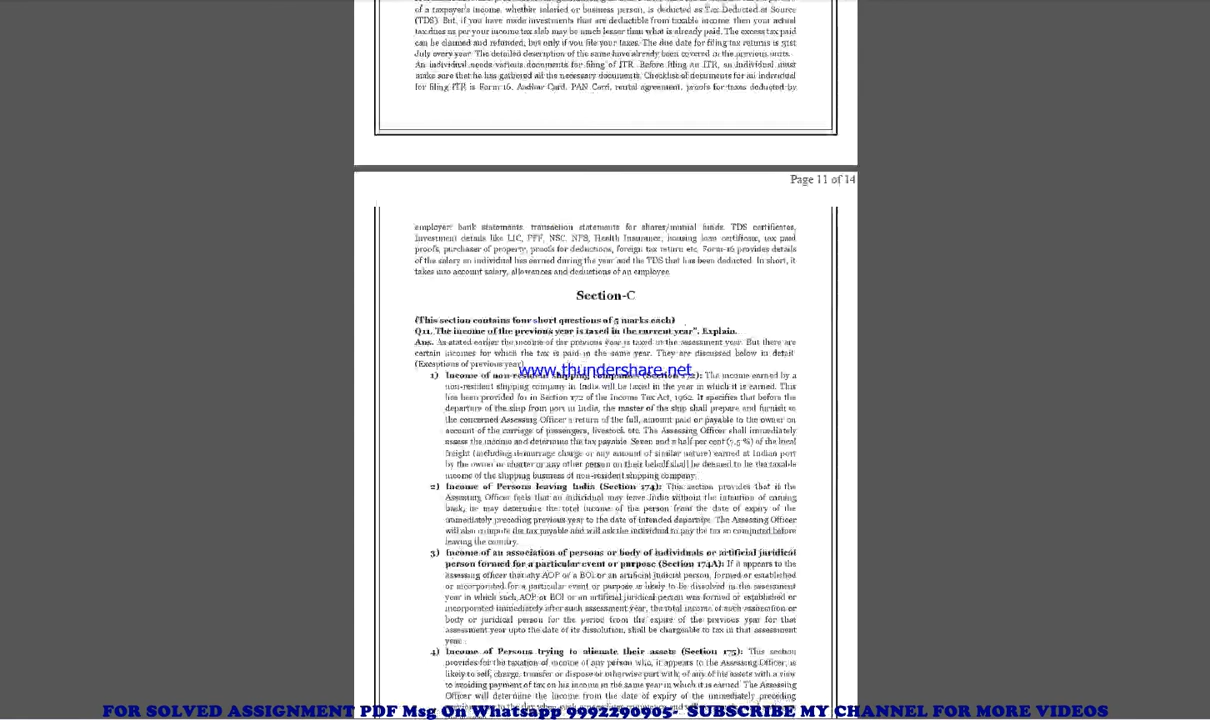 of a taxpayer's income, whether salaried or business person, is deducted as Tax Deducted at Source
(TDS). But, if you have made investments that are deductible from taxable income then your actual
tax dues as per your income tax slab may be much lesser than what is already paid. The excess tax paid
can be claimed and refunded, but only if you file your taxes. The due date for filing tax returns is 31st
July every year. The detailed description of the same have already been covered in the previous units.
An individual needs various documents for filing of ITR. Before filing an ITR, an individual must
make sure that he has gathered all the necessary documents. Checklist of documents for an individual
for filing ITR is Form-16, Aadhar Card, PAN Card, rental agreement, proofs for taxes deducted by
Page 11 of 14
employer, bank statements, transaction statements for shares/mutual funds, TDS certificates,
Investment details like LIC, PPF, NSC, NPS, Health Insurance, housing loan certificate, tax paid
proofs, purchaser of property, proofs for deductions, foreign tax return etc. Form-16 provides details
of the salary an individual has earned during the year and the TDS that has been deducted. In short, it
takes into account salary, allowances and deductions of an employee.
Section-C
(This section contains four short questions of 5 marks each)
Q11. The income of the previous year is taxed in the current year". Explain.
Ans. As stated earlier the income of the previous year is taxed in the assessment year. But there are
certain incomes for which the tax is paid in the same year. They are discussed below in detail
(Exceptions of previous year)
www.thundershare.net
1) Income of non-resident shipping companies (Section 172): The income earned by a
non-resident shipping company in India will be taxed in the year in which it is earned. This
has been provided for in Section 172 of the Income Tax Act, 1962. It specifies that before the
departure of the ship from port in India, the master of the ship shall prepare and furnish to
the concerned Assessing Officer a return of the full, amount paid or payable to the owner on
account of the carriage of passengers, livestock etc. The Assessing Officer shall immediately
assess the income and determine the tax payable. Seven and a half per cent (7.5 %) of the local
freight (including demurrage charge or any amount of similar nature) earned at Indian port
by the owner or charter or any other person on their behalf shall be deemed to be the taxable
income of the shipping business of non-resident shipping company.
2) Income of Persons leaving India (Section 174): This section provides that if the
Assessing Officer feels that an individual may leave India without the intention of coming
back, he may determine the total income of the person from the date of expiry of the
immediately preceding previous year to the date of intended departure. The Assessing Officer
will also compute the tax payable and will ask the individual to pay the tax so computed before
leaving the country.
3) Income of an association of persons or body of individuals or artificial juridical
person formed for a particular event or purpose (Section 174A): If it appears to the
assessing officer that any AOP or a BOI or an artificial judicial person, formed or established
or incorporated for a particular event or purpose is likely to be dissolved in the assessment
year in which such AOP or BOI or an artificial juridical person was formed or established or
incorporated immediately after such assessment year, the total income of such association or
body or juridical person for the period from the expire of the previous year for that
assessment year upto the date of its dissolution, shall be chargeable to tax in that assessment
year.
4) Income of Persons trying to alienate their assets (Section 175): This section
provides for the taxation of income of any person who, it appears to the Assessing Officer, is
likely to self, charge, transfer or dispose or otherwise part with, of any of his assets with a view
to avoiding payment of tax on his income in the same year in which it is earned. The Assessing
Officer will determine the Income from the date of expiry of the immediately preceding
FOR SOLVED ASSIGNMENT PDF Msg On Whatsapp 9992290905- SUBSCRIBE MY CHANNEL FOR MORE VIDEOS